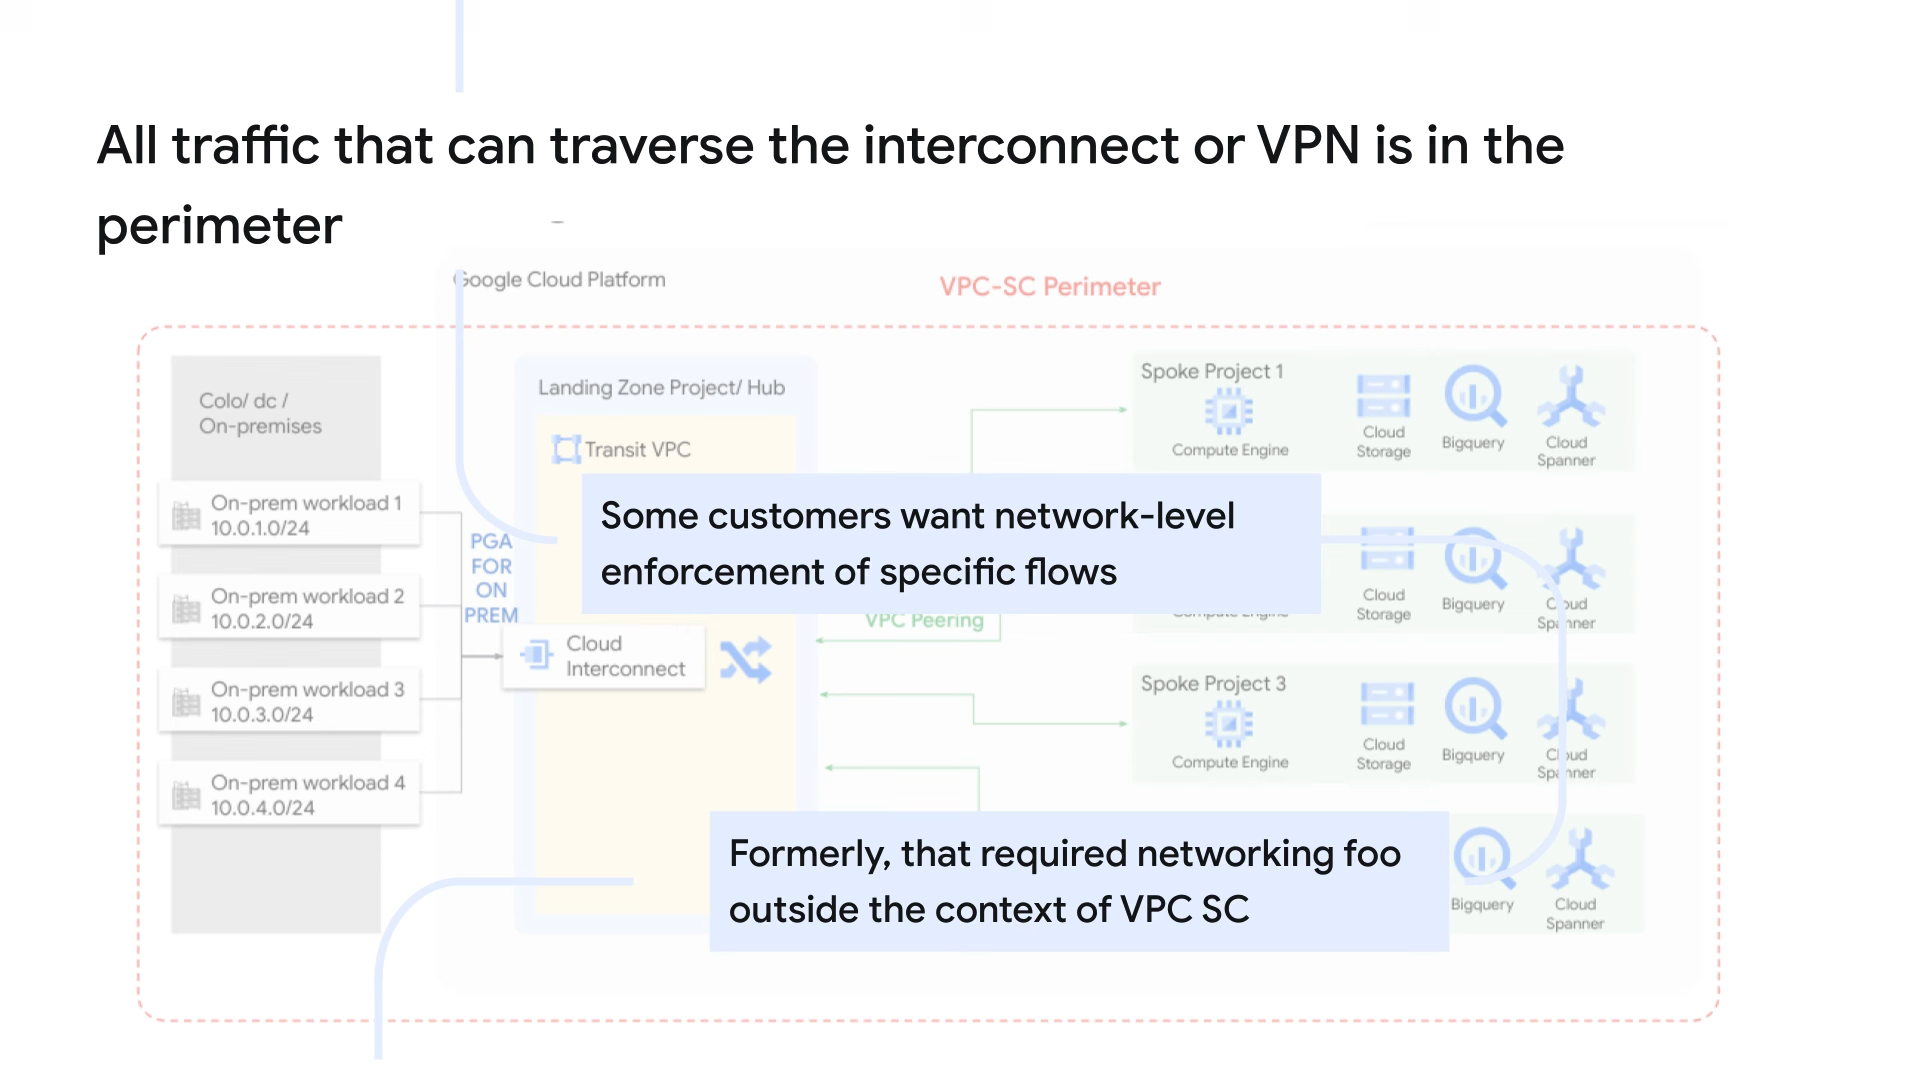 All traffic that can traverse the interconnect or VPN is in the
perimeter
Google Cloud Platform
VPC-SC Perimeter
Colo/ dc /
On-premises
On-prem workload 1
10.0.1.0/24
On-prem workload 2
10.0.2.0/24
On-prem workload 3
10.0.3.0/24
On-prem workload 4
10.0.4.0/24
PGA
FOR
ON
PREM
Landing Zone Project/ Hub
Transit VPC
Cloud
Interconnect
Some customers want network-level
enforcement of specific flows
VPC Peering
Formerly, that required networking foo
outside the context of VPC SC
Spoke Project 1
Compute Engine
Cloud
Storage
Bigquery
Cloud
Spanner
Compute Engine
Cloud
Storage
Bigquery
Cloud
Spanner
Spoke Project 3
Compute Engine
Cloud
Storage
Bigquery
Cloud
Spanner
Bigquery
Cloud
Spanner